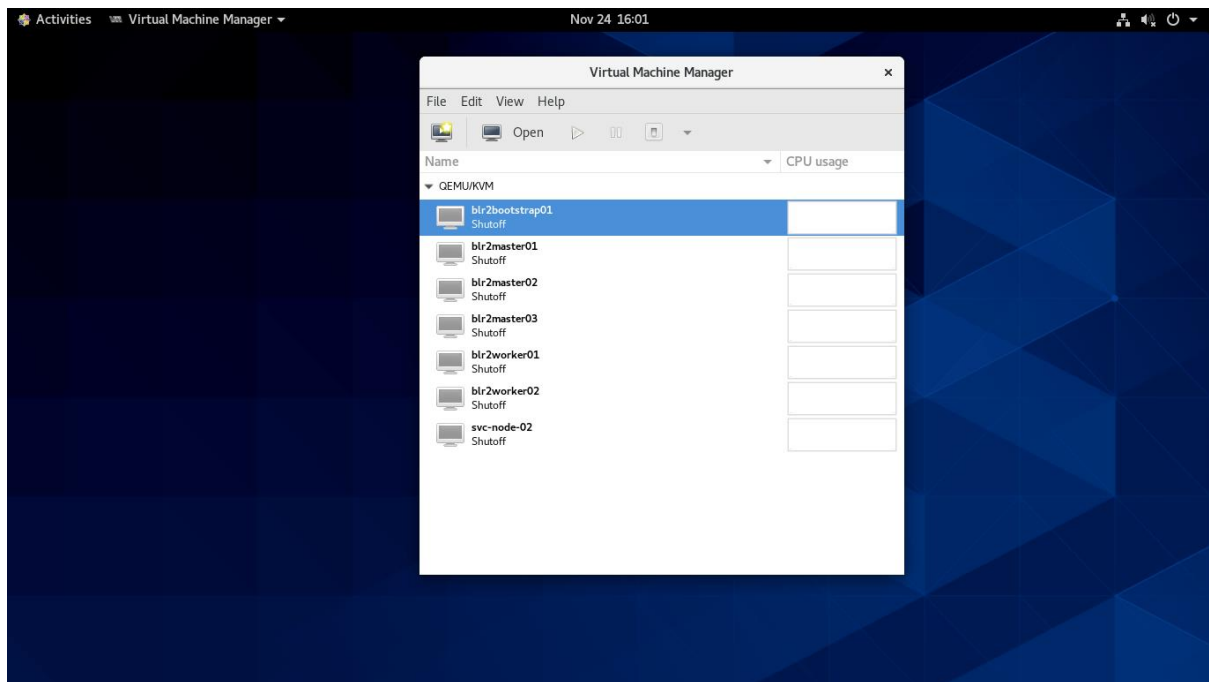 Activities Virtual Machine Manager Nov 24 16:01
Virtual Machine Manager
File Edit View Help
Open
Name CPU usage
QEMU/KVM
blr2bootstrap01
Shutoff
blr2master01
Shutoff
blr2master02
Shutoff
blr2master03
Shutoff
blr2worker01
Shutoff
blr2worker02
Shutoff
svc-node-02
Shutoff